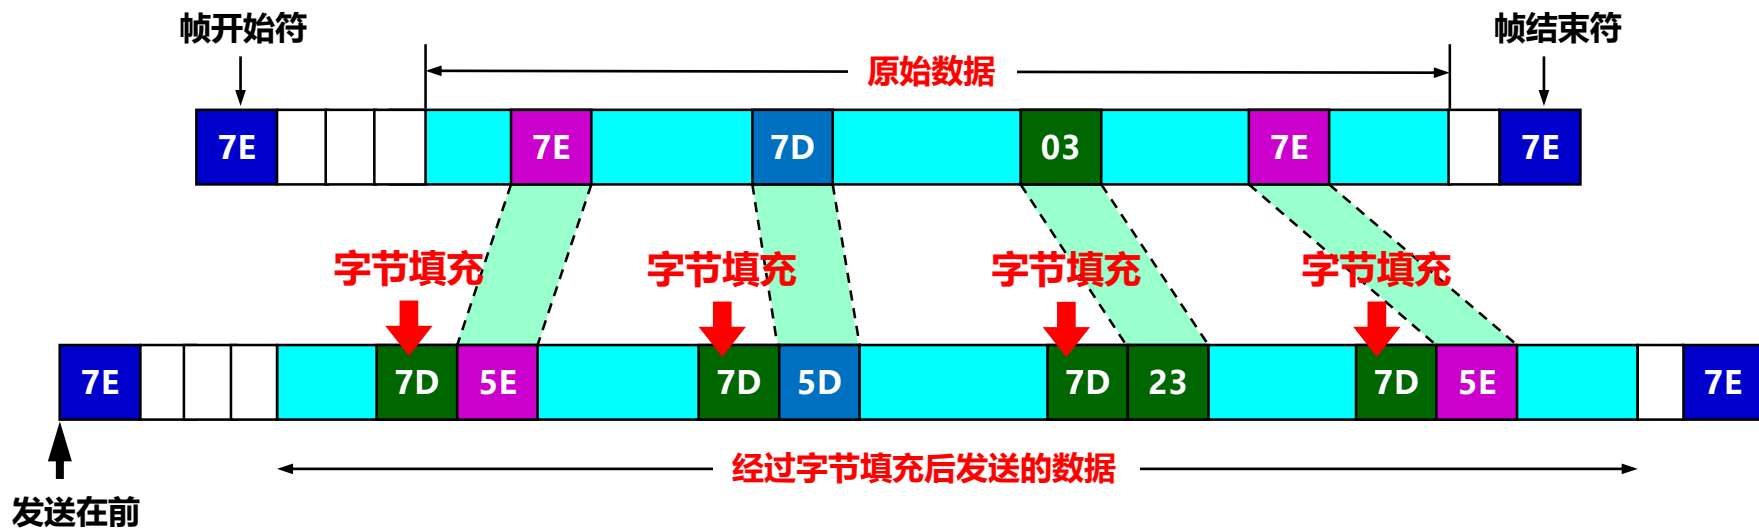 帧开始符
帧结束符
原始数据
7E 7E 7D 03 7E 7E
字节填充 字节填充 字节填充 字节填充
7E 7D 5E 7D 5D 7D 23 7D 5E 7E
经过字节填充后发送的数据
发送在前